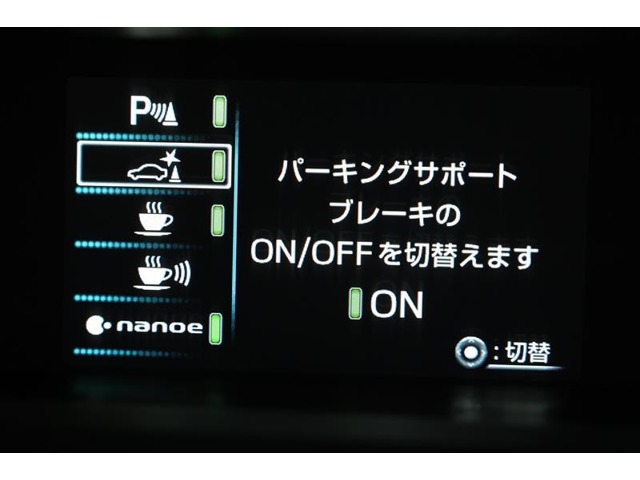 P
パーキングサポート
ブレーキの
ON/OFFを切替えます
ON
nanoe
:切替